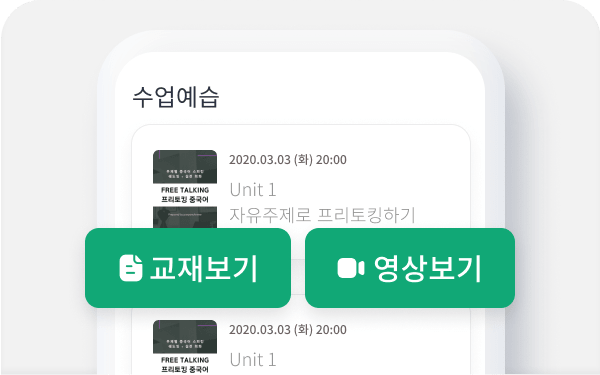 수업예습
2020.03.03 (화) 20:00
FREE TALKING
프리토킹 중국어
Unit 1
자유주제로 프리토킹하기
교재보기
영상보기
2020.03.03 (화) 20:00
FREE TALKING
프리토킹 중국어
Unit 1